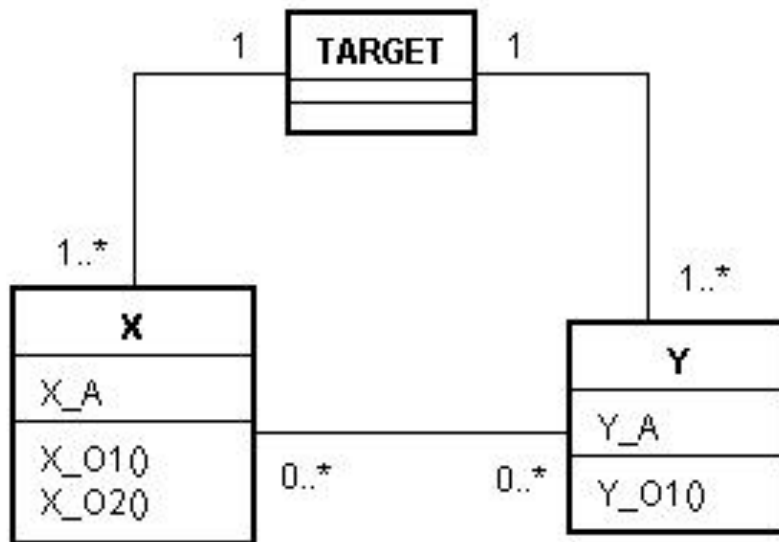 1
TARGET
1
1..*
1..*
X
X_A
X_O1()
X_O2()
Y
Y_A
Y_O1()
0..*
0..*